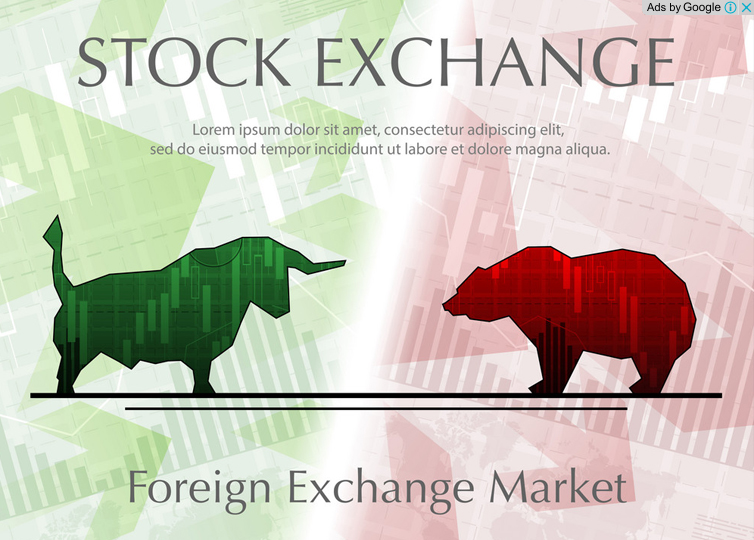 Ads by Google
STOCK EXCHANGE
Lorem ipsum dolor sit amet, consectetur adipiscing elit,
sed do eiusmod tempor incididunt ut labore et dolore magna aliqua.
Foreign Exchange Market